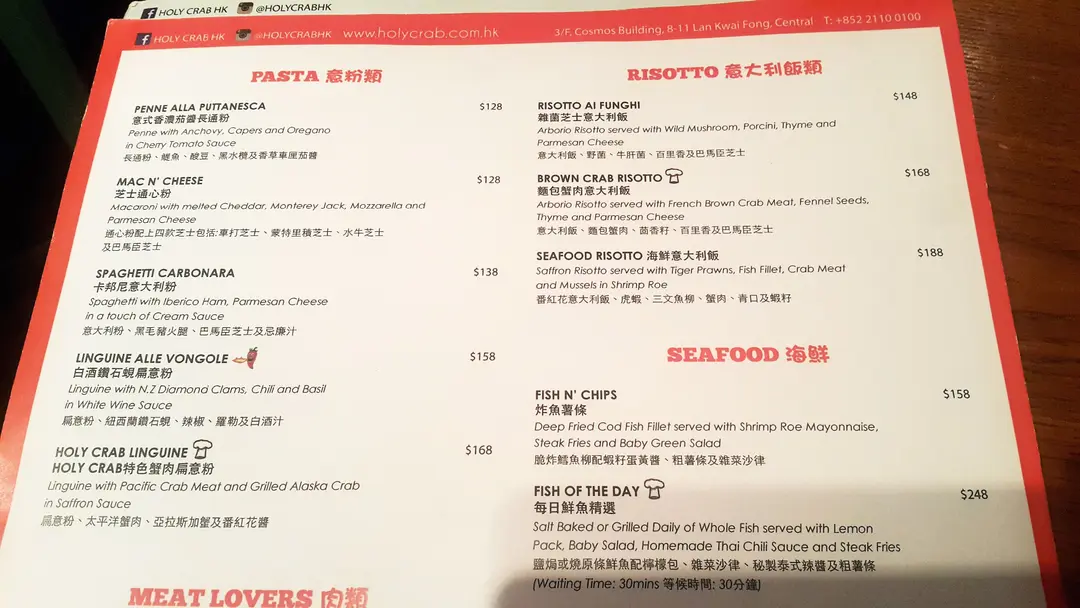 HOLY CRAB HK @HOLYCRABHK
HOLY CRAB HK @HOLYCRABHK www.holycrab.com.hk 3/F, Cosmos Building, 8-11 Lan Kwai Fong, Central T: +852 2110 0100
PASTA 意粉類
PENNE ALLA PUTTANESCA $128
意式香濃茄醬長通粉
Penne with Anchovy, Capers and Oregano
in Cherry Tomato Sauce
長通粉、鯷魚、酸豆、黑水欖及香草車厘茄醬
MAC N' CHEESE $128
芝士通心粉
Macaroni with melted Cheddar, Monterey Jack, Mozzarella and
Parmesan Cheese
通心粉配上四款芝士包括:車打芝士、蒙特里積芝士、水牛芝士
及巴馬臣芝士
SPAGHETTI CARBONARA $138
卡邦尼意大利粉
Spaghetti with Iberico Ham, Parmesan Cheese
in a touch of Cream Sauce
意大利粉、黑毛豬火腿、巴馬臣芝士及忌廉汁
LINGUINE ALLE VONGOLE $158
白酒鑽石蜆扁意粉
Linguine with N.Z Diamond Clams, Chili and Basil
in White Wine Sauce
扁意粉、紐西蘭鑽石蜆、辣椒、羅勒及白酒汁
HOLY CRAB LINGUINE $168
HOLY CRAB特色蟹肉扁意粉
Linguine with Pacific Crab Meat and Grilled Alaska Crab
in Saffron Sauce
扁意粉、太平洋蟹肉、亞拉斯加蟹及番紅花醬
MEAT LOVERS 肉類
RISOTTO 意大利飯類
RISOTTO AI FUNGHI $148
雜菌芝士意大利飯
Arborio Risotto served with Wild Mushroom, Porcini, Thyme and
Parmesan Cheese
意大利飯、野菌、牛肝菌、百里香及巴馬臣芝士
BROWN CRAB RISOTTO $168
麵包蟹肉意大利飯
Arborio Risotto served with French Brown Crab Meat, Fennel Seeds,
Thyme and Parmesan Cheese
意大利飯、麵包蟹肉、茴香籽、百里香及巴馬臣芝士
SEAFOOD RISOTTO 海鮮意大利飯 $188
Saffron Risotto served with Tiger Prawns, Fish Fillet, Crab Meat
and Mussels in Shrimp Roe
番紅花意大利飯、虎蝦、三文魚柳、蟹肉、青口及蝦籽
SEAFOOD 海鮮
FISH N' CHIPS $158
炸魚薯條
Deep Fried Cod Fish Fillet served with Shrimp Roe Mayonnaise,
Steak Fries and Baby Green Salad
脆炸鱈魚柳配蝦籽蛋黃醬、粗薯條及雜菜沙律
FISH OF THE DAY $248
每日鮮魚精選
Salt Baked or Grilled Daily of Whole Fish served with Lemon
Pack, Baby Salad, Homemade Thai Chili Sauce and Steak Fries
鹽焗或燒原條鮮魚配檸檬包、雜菜沙律、秘製泰式辣醬及粗薯條
(Waiting Time: 30mins 等候時間: 30分鐘)